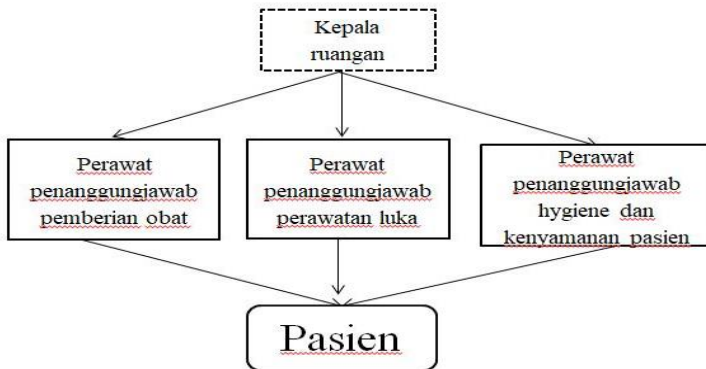 Kepala
ruangan
Perawat
penanggungjawab
pemberian obat
Perawat
penanggungjawab
perawatan luka
Perawat
penanggungjawab
hygiene dan
kenyamanan pasien
Pasien